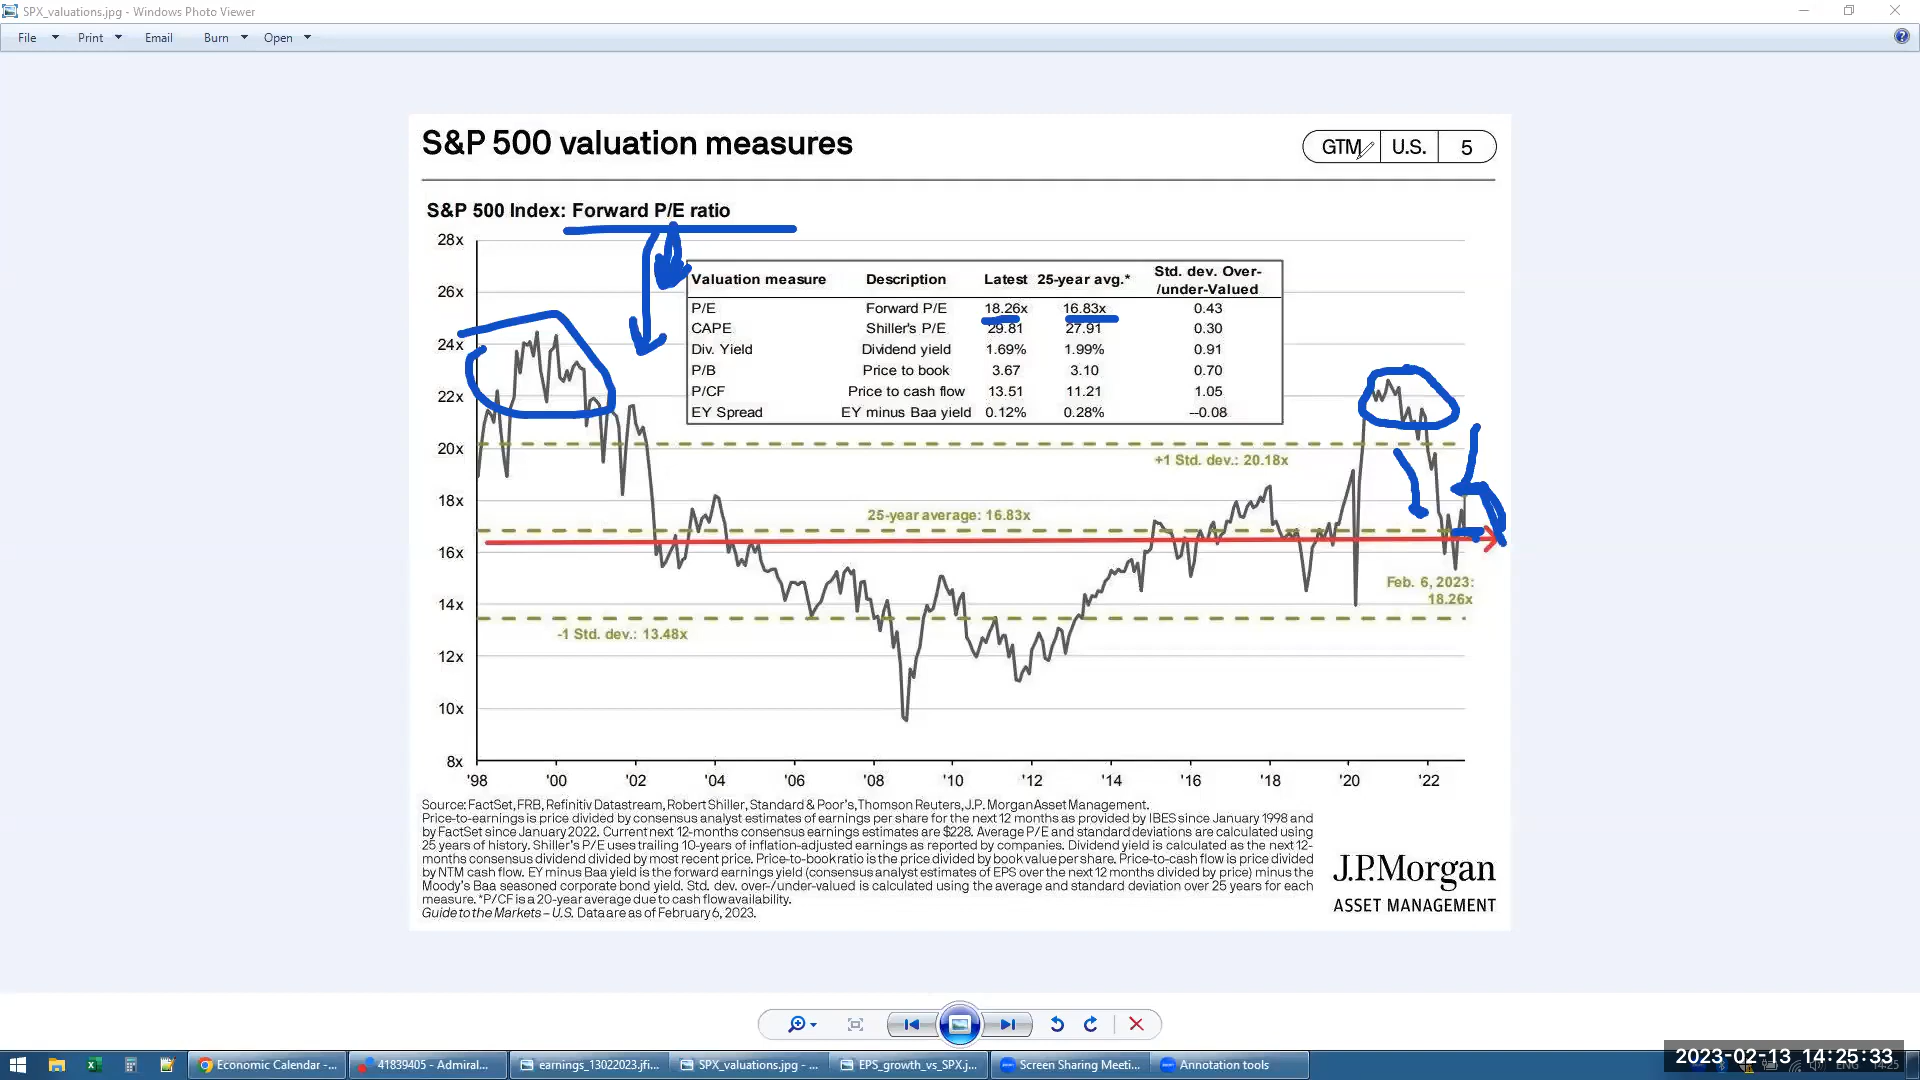 SPX_valuations.jpg - Windows Photo Viewer
File Print Email Burn Open
S&P 500 valuation measures
GTM U.S. 5
S&P 500 Index: Forward P/E ratio
28x
26x
24x
22x
20x
18x
16x
14x
12x
10x
8x
Valuation measure Description Latest 25-year avg.* Std. dev. Over-/under-Valued
P/E Forward P/E 18.26x 16.83x 0.43
CAPE Shiller's P/E 29.81 27.91 0.30
Div. Yield Dividend yield 1.69% 1.99% 0.91
P/B Price to book 3.67 3.10 0.70
P/CF Price to cash flow 13.51 11.21 1.05
EY Spread EY minus Baa yield 0.12% 0.28% --0.08
+1 Std. dev.: 20.18x
25-year average: 16.83x
Feb. 6, 2023:
18.26x
-1 Std. dev.: 13.48x
'98 '00 '02 '04 '06 '08 '10 '12 '14 '16 '18 '20 '22
Source: FactSet, FRB, Refinitiv Datastream, Robert Shiller, Standard & Poor's, Thomson Reuters, J.P. Morgan Asset Management.
Price-to-earnings is price divided by consensus analyst estimates of earnings per share for the next 12 months as provided by IBES since January 1998 and
by FactSet since January 2022. Current next 12-months consensus earnings estimates are $228. Average P/E and standard deviations are calculated using
25 years of history. Shiller's P/E uses trailing 10-years of inflation-adjusted earnings as reported by companies. Dividend yield is calculated as the next 12-
months consensus dividend divided by most recent price. Price-to-book ratio is the price divided by book value per share. Price-to-cash flow is price divided
by NTM cash flow. EY minus Baa yield is the forward earnings yield (consensus analyst estimates of EPS over the next 12 months divided by price) minus the
Moody's Baa seasoned corporate bond yield. Std. dev. over-/under-valued is calculated using the average and standard deviation over 25 years for each
measure. *P/CF is a 20-year average due to cash flow availability.
Guide to the Markets – U.S. Data are as of February 6, 2023.
J.P.Morgan
ASSET MANAGEMENT
Economic Calendar -... 41839405 - Admiral... earnings_13022023.jfi... SPX_valuations.jpg - ... EPS_growth_vs_SPX.j... Screen Sharing Meeti... Annotation tools
2023-02-13 14:25:33